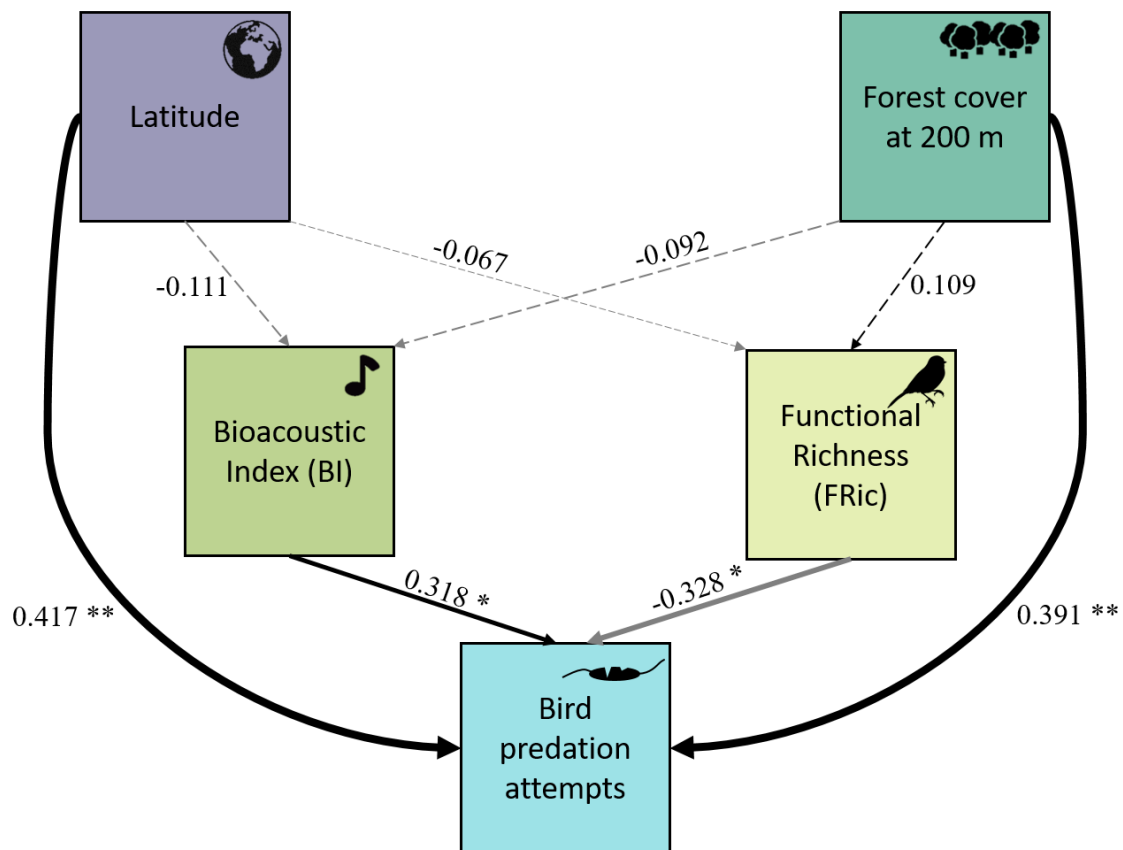 Latitude
Forest cover
at 200 m
-0.067
-0.092
-0.111
0.109
Bioacoustic
Index (BI)
Functional
Richness
(FRic)
0.318 *
-0.328 *
0.417 **
0.391 **
Bird
predation
attempts